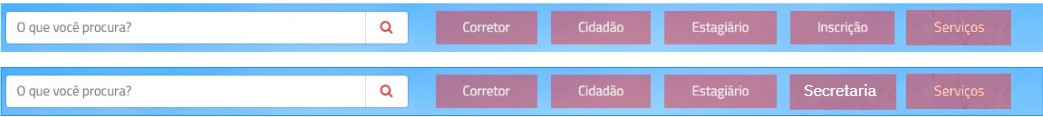 O que você procura? Corretor Cidadão Estagiário Inscrição Serviços
O que você procura? Corretor Cidadão Estagiário Secretaria Serviços